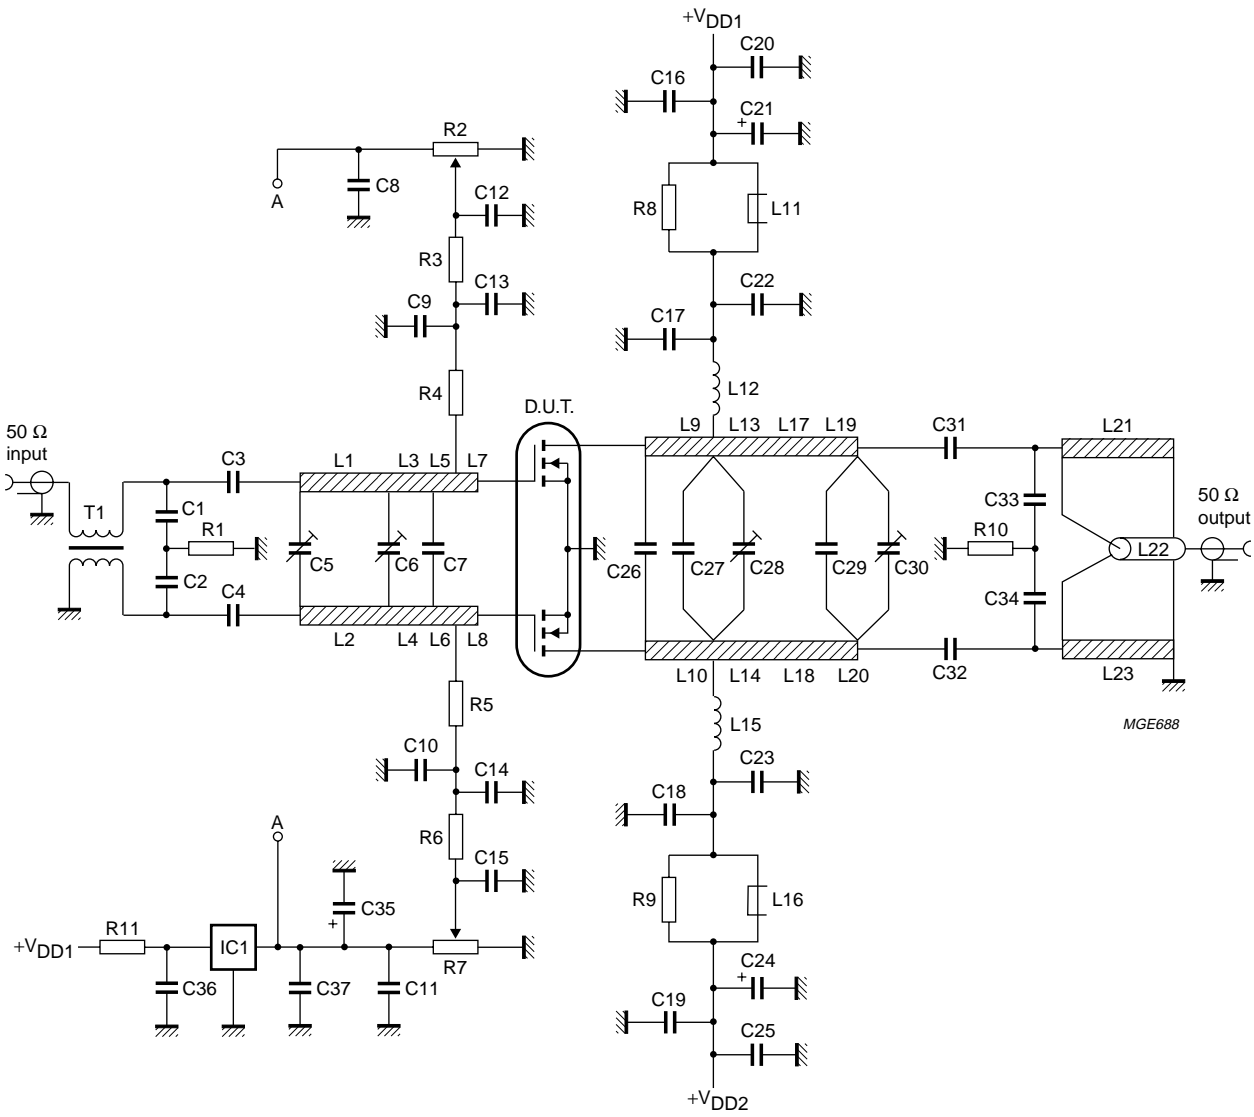 +VDD1
C20
C16
C21
R2
A
C8
C12
R8
L11
R3
C13
C9
C22
C17
R4
L12
D.U.T.
50 Ω
input
C3
L1
L3
L5
L7
L9
L13
L17
L19
C31
L21
T1
C1
R1
C2
C5
C6
C7
C26
C27
C28
C29
C30
C33
R10
C34
L22
50 Ω
output
C4
L2
L4
L6
L8
L10
L14
L18
L20
C32
L23
R5
L15
MGE688
C10
C14
C23
C18
A
R6
C15
R9
L16
C35
+
R11
+VDD1
IC1
R7
C36
C37
C11
C24
+
C19
C25
+VDD2
+